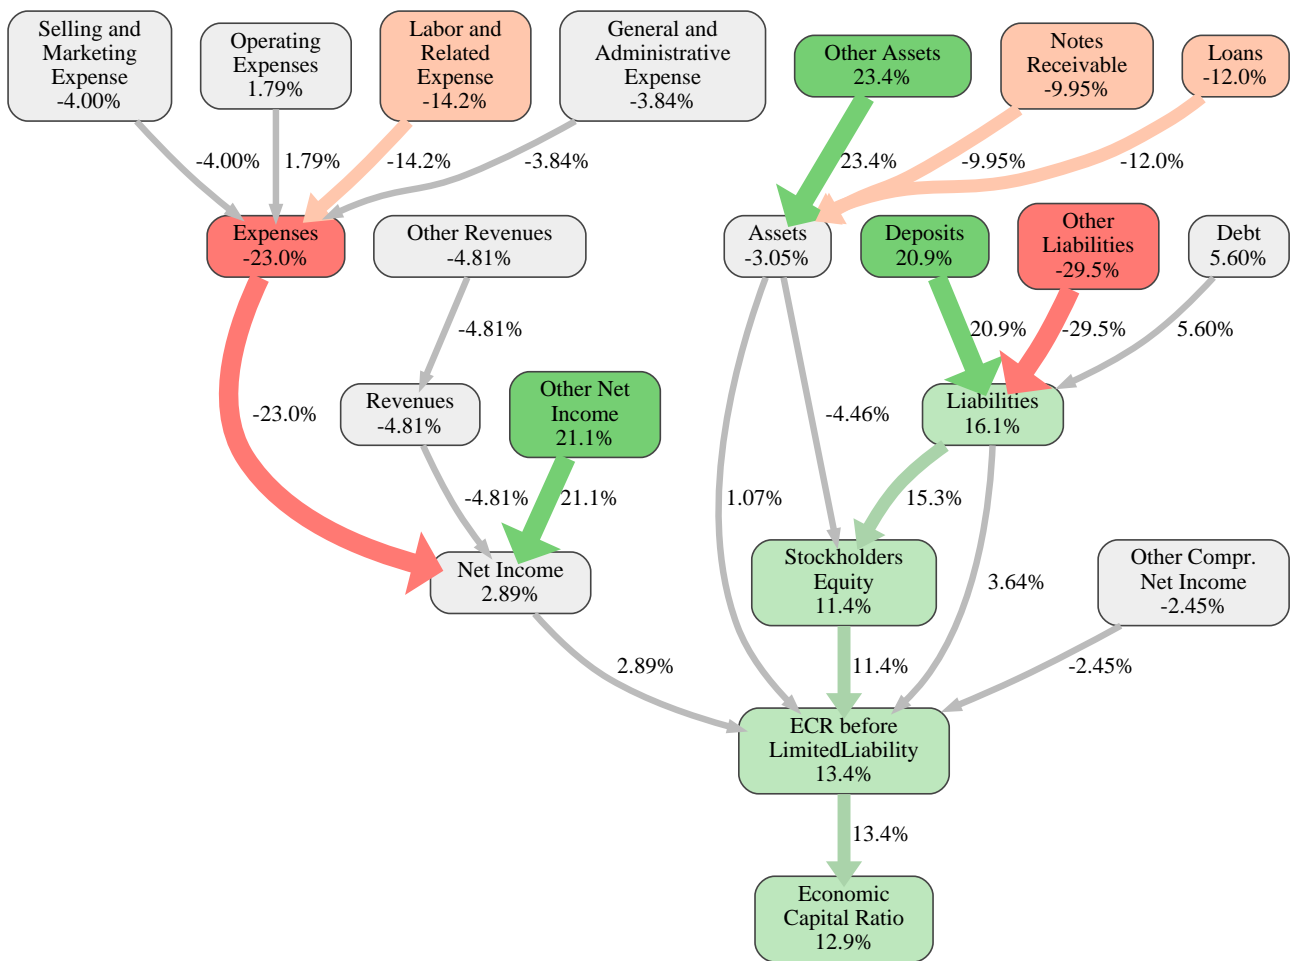 Selling and
Marketing
Expense
-4.00%
Operating
Expenses
1.79%
Labor and
Related
Expense
-14.2%
General and
Administrative
Expense
-3.84%
Other Assets
23.4%
Notes
Receivable
-9.95%
Loans
-12.0%
-4.00%
1.79%
-14.2%
-3.84%
23.4%
-9.95%
-12.0%
Expenses
-23.0%
Other Revenues
-4.81%
Assets
-3.05%
Deposits
20.9%
Other
Liabilities
-29.5%
Debt
5.60%
-4.81%
20.9%
-29.5%
5.60%
-23.0%
Revenues
-4.81%
Other Net
Income
21.1%
-4.46%
Liabilities
16.1%
-4.81%
21.1%
1.07%
15.3%
Net Income
2.89%
Stockholders
Equity
11.4%
3.64%
Other Compr.
Net Income
-2.45%
2.89%
11.4%
-2.45%
ECR before
LimitedLiability
13.4%
13.4%
Economic
Capital Ratio
12.9%